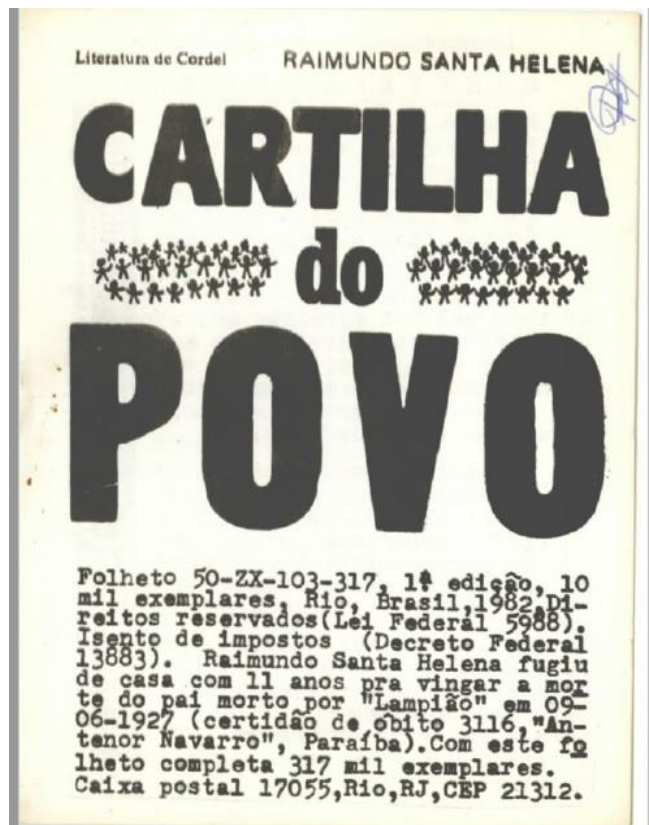 Literatura de Cordel RAIMUNDO SANTA HELENA
CARTILHA
do
POVO
Folheto 50-ZX-103-317, 1ª edição, 10
mil exemplares, Rio, Brasil,1982,Di-
reitos reservados(Lei Federal 5988).
Isento de impostos (Decreto Federal
13883). Raimundo Santa Helena fugiu
de casa com 11 anos pra vingar a mor
te do pai morto por "Lampião" em 09-
06-1927 (certidão de óbito 3116,"An-
tenor Navarro", Paraíba).Com este fo
lheto completa 317 mil exemplares.
Caixa postal 17055,Rio,RJ,CEP 21312.